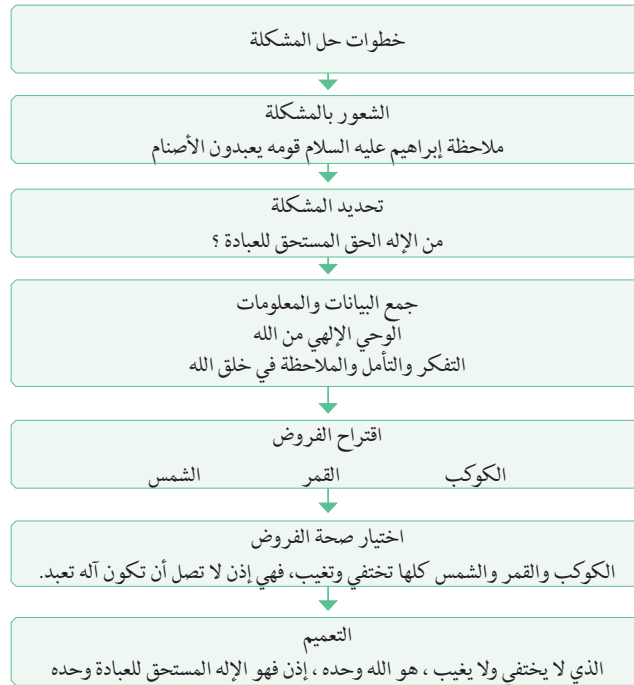 خطوات حل المشكلة
الشعور بالمشكلة
ملاحظة إبراهيم عليه السلام قومه يعبدون الأصنام
تحديد المشكلة
من الإله الحق المستحق للعبادة ؟
جمع البيانات والمعلومات
الوحي الإلهي من الله
التفكر والتأمل والملاحظة في خلق الله
اقتراح الفروض
الكوكب القمر الشمس
اختيار صحة الفروض
الكوكب والقمر والشمس كلها تختفي وتغيب، فهي إذن لا تصل أن تكون آله تعبد.
التعميم
الذي لا يختفي ولا يغيب ، هو الله وحده ، إذن فهو الإله المستحق للعبادة وحده